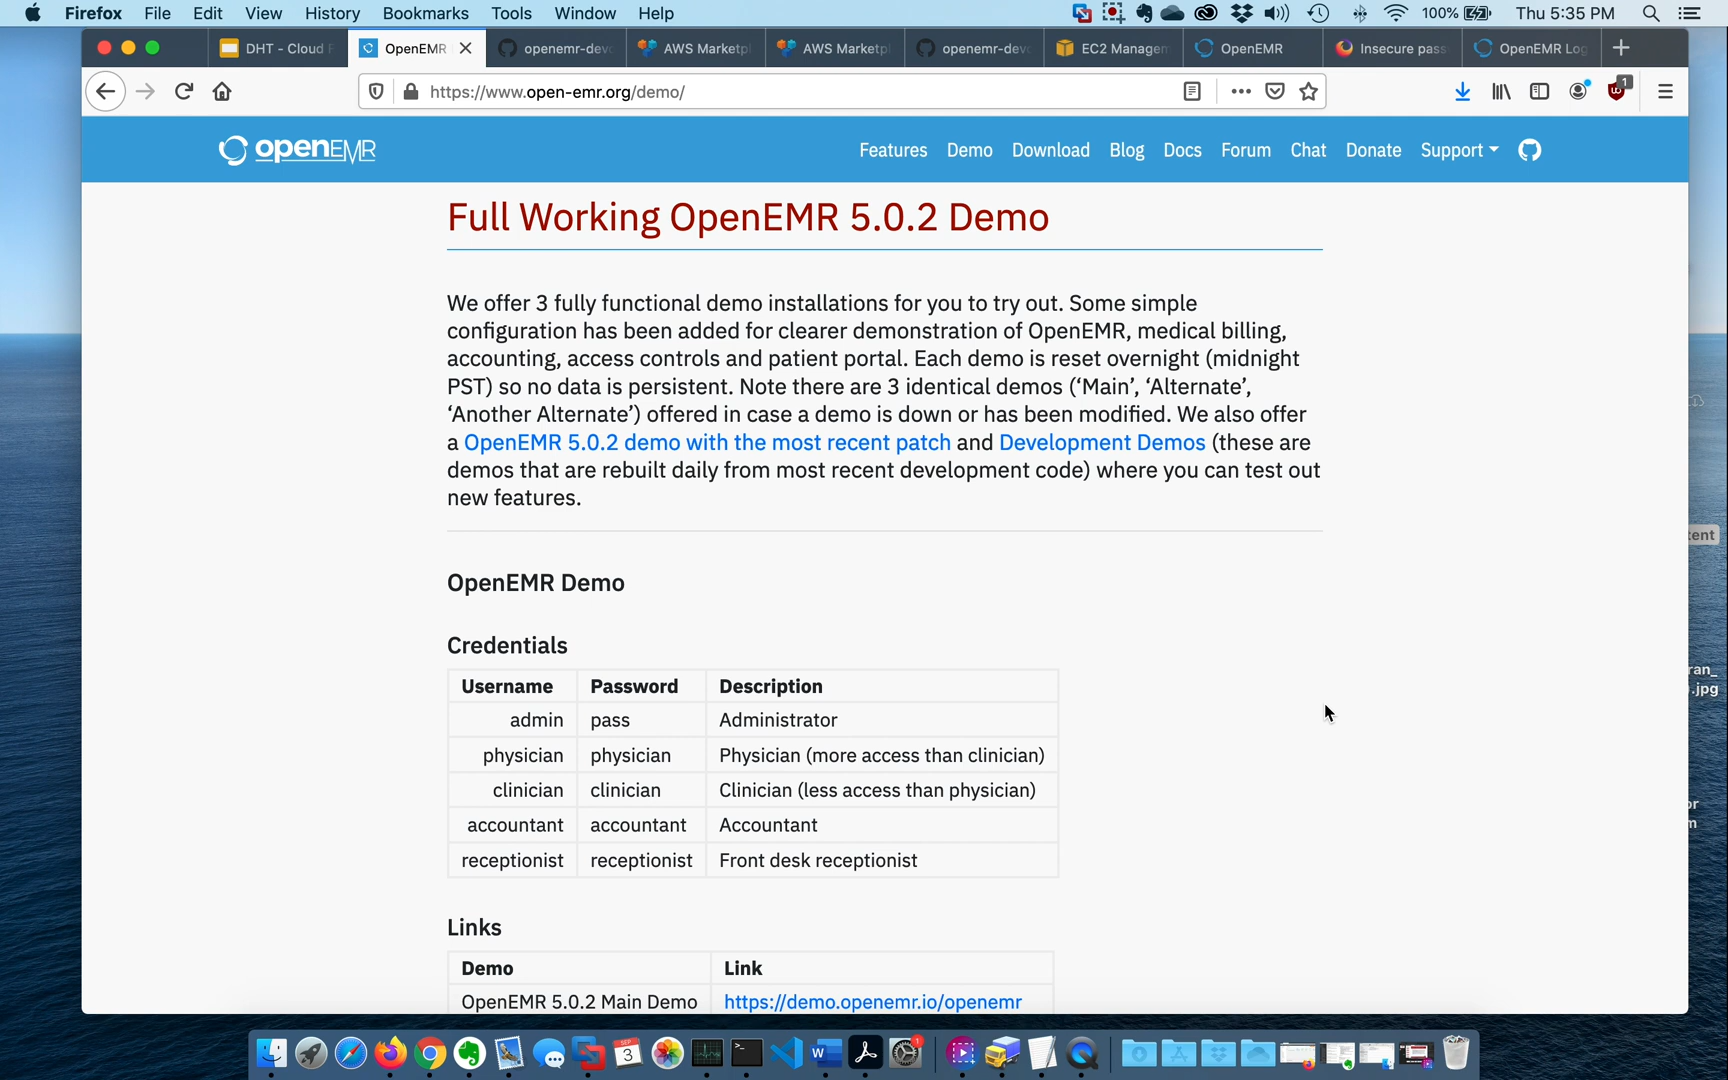 Firefox File Edit View History Bookmarks Tools Window Help 100% Thu 5:35 PM
DHT - Cloud OpenEMR openemr-dev AWS Marketpl AWS Marketpl openemr-dev EC2 Manage OpenEMR Insecure pass OpenEMR Log
https://www.open-emr.org/demo/ 1
openEMR Features Demo Download Blog Docs Forum Chat Donate Support
Full Working OpenEMR 5.0.2 Demo
We offer 3 fully functional demo installations for you to try out. Some simple
configuration has been added for clearer demonstration of OpenEMR, medical billing,
accounting, access controls and patient portal. Each demo is reset overnight (midnight
PST) so no data is persistent. Note there are 3 identical demos (‘Main’, ‘Alternate’,
‘Another Alternate’) offered in case a demo is down or has been modified. We also offer
a OpenEMR 5.0.2 demo with the most recent patch and Development Demos (these are
demos that are rebuilt daily from most recent development code) where you can test out
new features.
tent
OpenEMR Demo
Credentials
ran_
.jpg
Username Password Description
admin pass Administrator
physician physician Physician (more access than clinician)
clinician clinician Clinician (less access than physician)
or
m
accountant accountant Accountant
receptionist receptionist Front desk receptionist
Links
Demo Link
OpenEMR 5.0.2 Main Demo https://demo.openemr.io/openemr
SEP
3
W
1